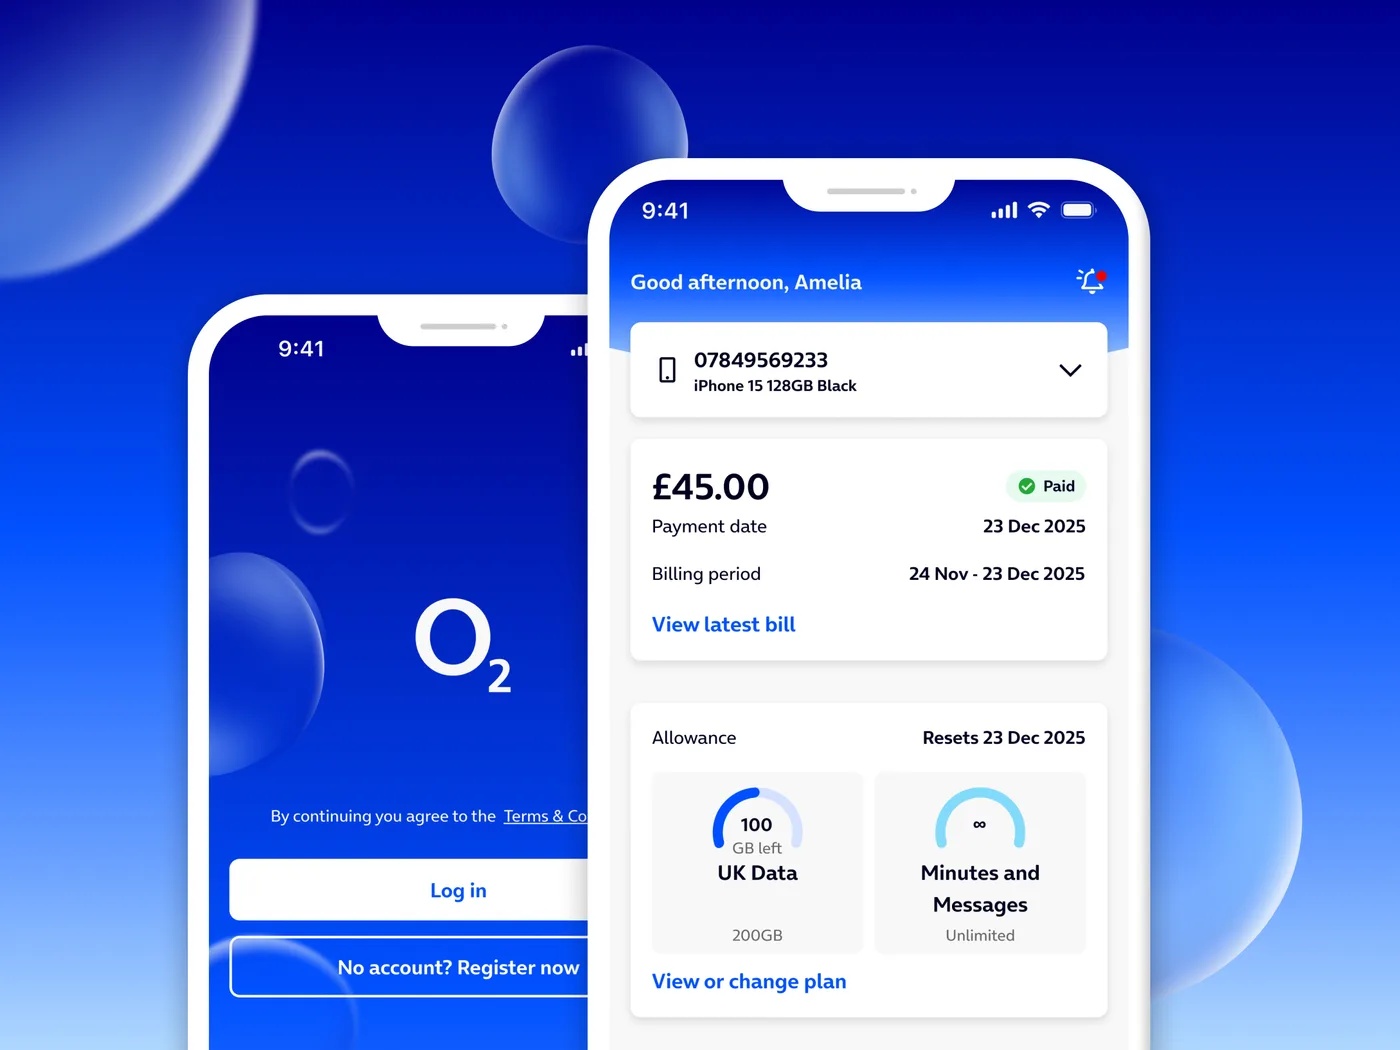 9:41
O2
By continuing you agree to the Terms & Co
Log in
No account? Register now
9:41
Good afternoon, Amelia
07849569233
iPhone 15 128GB Black
£45.00
Paid
Payment date 23 Dec 2025
Billing period 24 Nov - 23 Dec 2025
View latest bill
Allowance Resets 23 Dec 2025
100
GB left
UK Data
200GB
∞
Minutes and
Messages
Unlimited
View or change plan